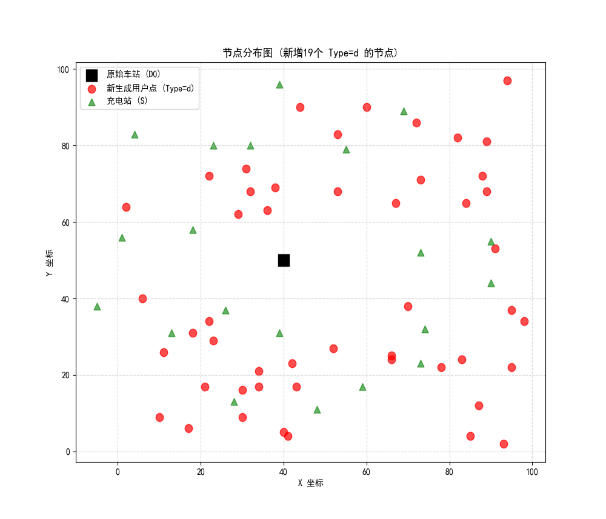 节点分布图 (新增19个 Type=d 的节点)
原始车站 (D0)
新生成用户点 (Type=d)
充电站 (S)
100
80
60
40
20
0
Y 坐标
0 20 40 60 80 100
X 坐标